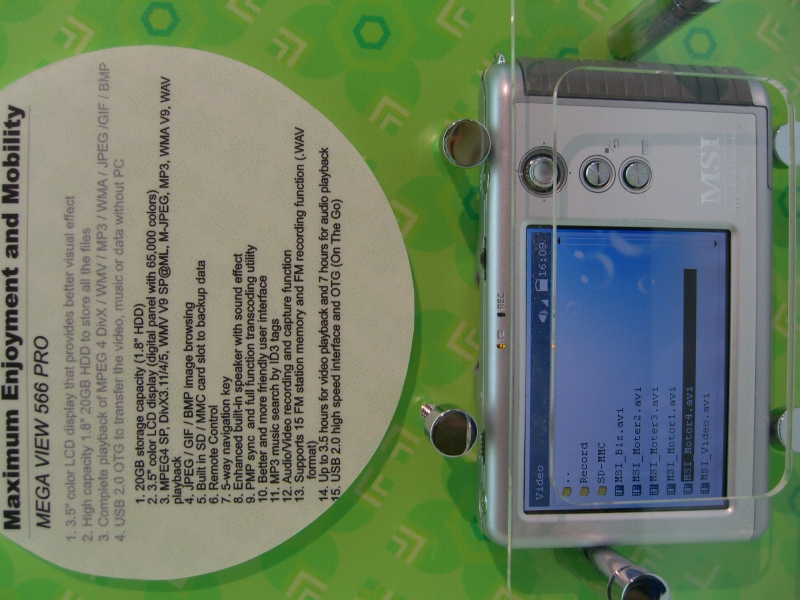 Maximum Enjoyment and Mobility
MEGA VIEW 566 PRO
1. 3.5" color LCD display that provides better visual effect
2. High capacity 1.8" 20GB HDD to store all the files
3. Complete playback of MPEG 4 DivX / WMV / MP3 / WMA / JPEG /GIF / BMP
4. USB 2.0 OTG to transfer the video, music or data without PC
1. 20GB storage capacity (1.8" HDD)
2. 3.5" color LCD display (digital panel with 65,000 colors)
3. MPEG4 SP, DivX3.11/4/5, WMV V9 SP@ML, M-JPEG, MP3, WMA V9, WAV
playback
4. JPEG / GIF / BMP image browsing
5. Built in SD / MMC card slot to backup data
6. Remote Control
7. 5-way navigation key
8. Enhanced built-in speaker with sound effect
9. PMP sync and full function transcoding utility
10. Better and more friendly user interface
11. MP3 music search by ID3 tags
12. Audio/Video recording and capture function
13. Supports 15 FM station memory and FM recording function (.WAV
format)
14. Up to 3.5 hours for video playback and 7 hours for audio playback
15. USB 2.0 high speed interface and OTG (On The Go)
REC
Video
16:09
..
Record
SD-MMC
MSI_Biz.avi
MSI_Moter2.avi
MSI_Moter3.avi
MSI_Motor1.avi
MSI_Motor4.avi
MSI_Video.avi
MSI